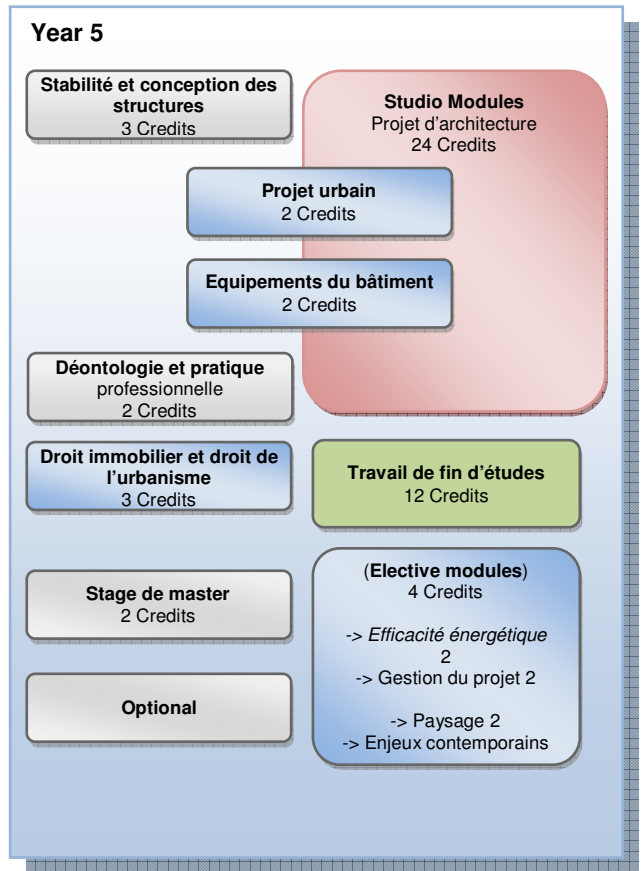 Year 5
Stabilité et conception des
structures
3 Credits
Studio Modules
Projet d'architecture
24 Credits
Projet urbain
2 Credits
Equipements du bâtiment
2 Credits
Déontologie et pratique
professionnelle
2 Credits
Droit immobilier et droit de
l'urbanisme
3 Credits
Travail de fin d'études
12 Credits
Stage de master
2 Credits
(Elective modules)
4 Credits
-> Efficacité énergétique
2
-> Gestion du projet 2
-> Paysage 2
-> Enjeux contemporains
Optional